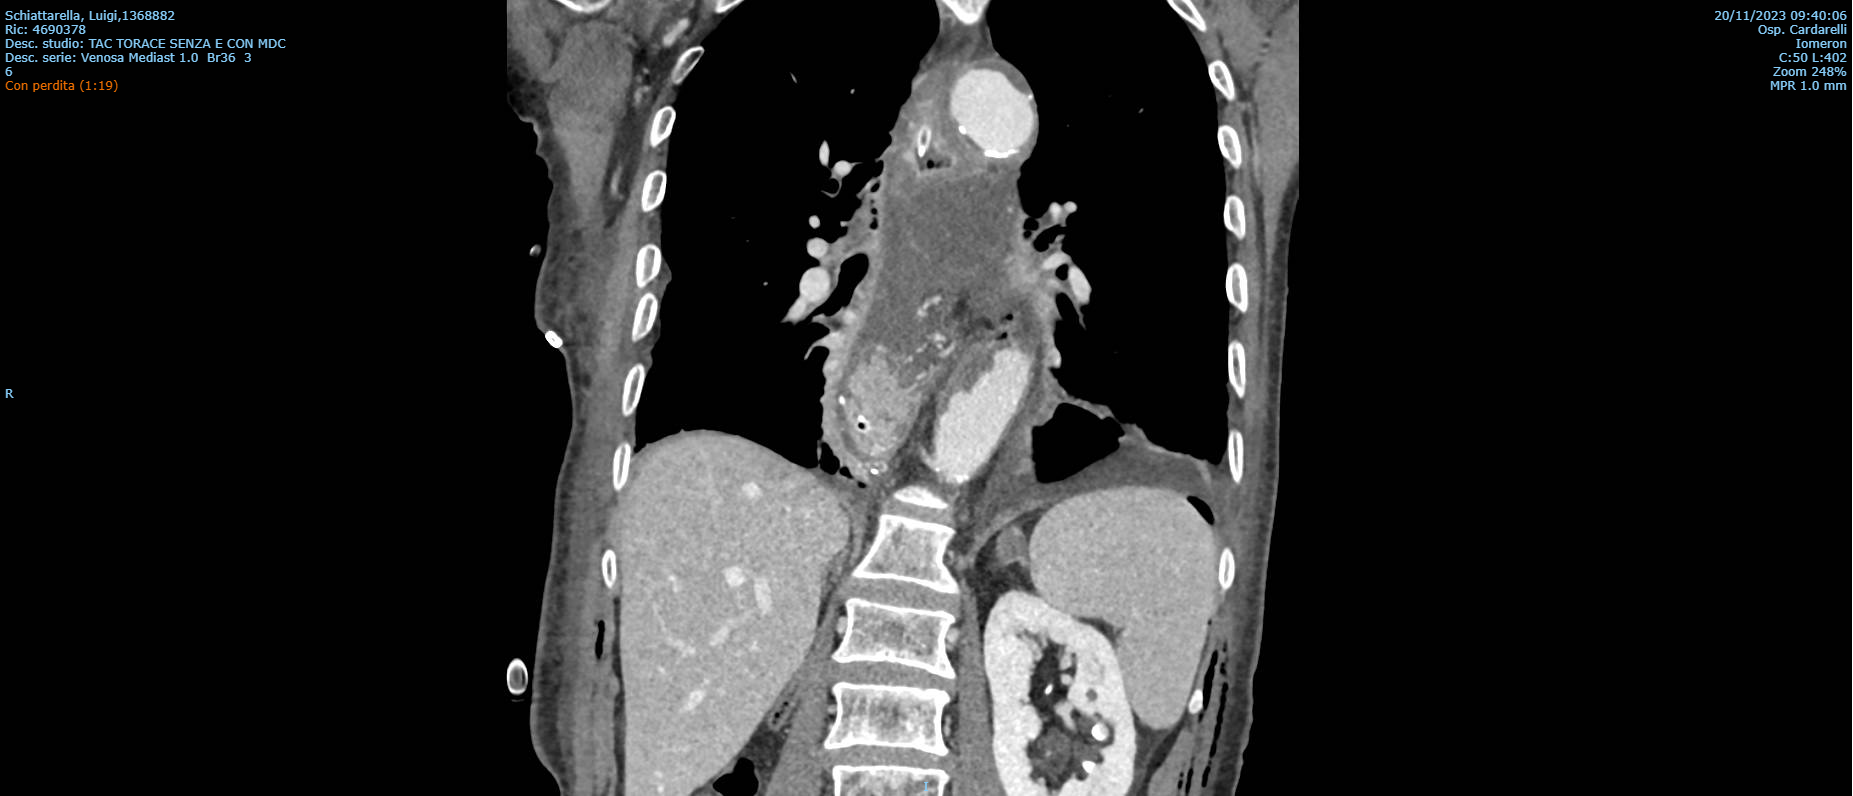 Schiattarella, Luigi,1368882
Ric: 4690378
Desc. studio: TAC TORACE SENZA E CON MDC
Desc. serie: Venosa Mediast 1.0 Br36 3
6
Con perdita (1:19)
20/11/2023 09:40:06
Osp. Cardarelli
Iomeron
C:50 L:402
Zoom 248%
MPR 1.0 mm
R